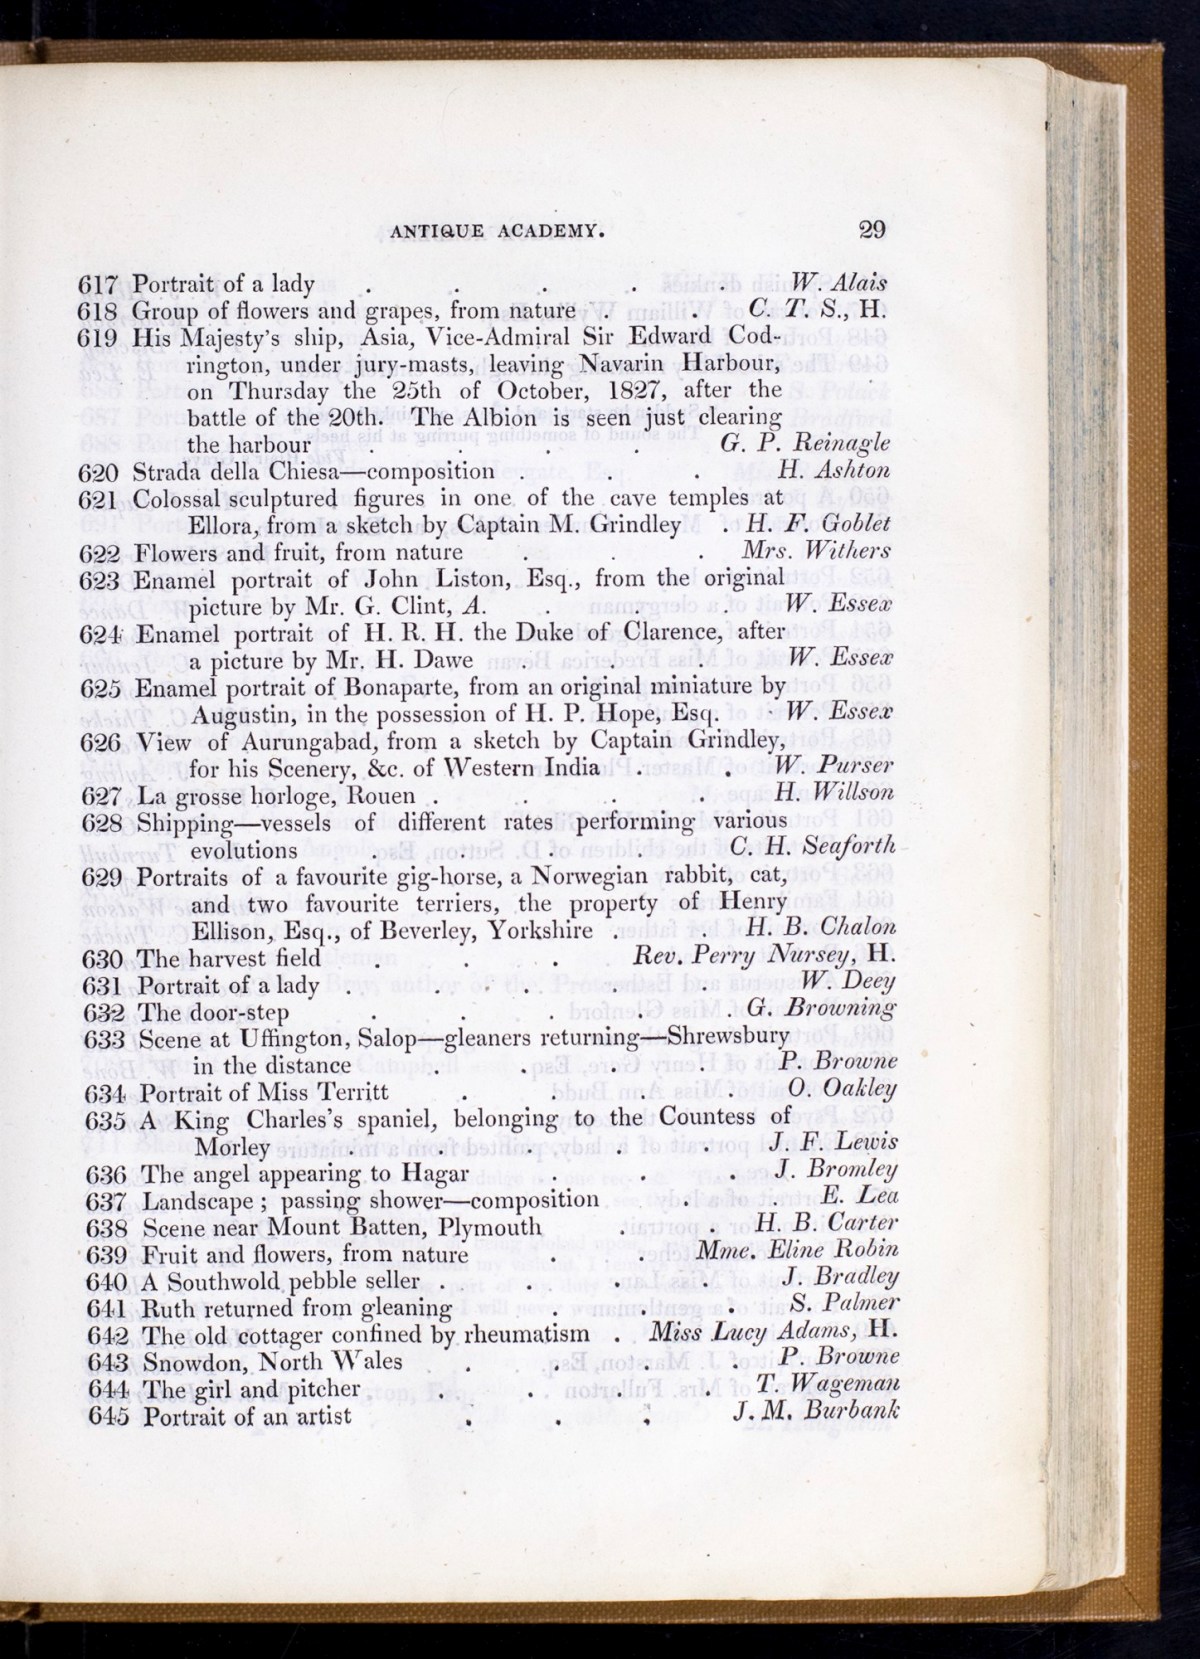 ANTIQUE ACADEMY. 29
617 Portrait of a lady . . . . . W. Alais
618 Group of flowers and grapes, from nature . . C. T. S., H.
619 His Majesty's ship, Asia, Vice-Admiral Sir Edward Cod-
rington, under jury-masts, leaving Navarin Harbour,
on Thursday the 25th of October, 1827, after the
battle of the 20th. The Albion is seen just clearing
the harbour . . . . G. P. Reinagle
620 Strada della Chiesa—composition . . . H. Ashton
621 Colossal sculptured figures in one of the cave temples at
Ellora, from a sketch by Captain M. Grindley . H. F. Goblet
622 Flowers and fruit, from nature . . . Mrs. Withers
623 Enamel portrait of John Liston, Esq., from the original
picture by Mr. G. Clint, A. . . . W. Essex
624 Enamel portrait of H. R. H. the Duke of Clarence, after
a picture by Mr. H. Dawe . . . W. Essex
625 Enamel portrait of Bonaparte, from an original miniature by
Augustin, in the possession of H. P. Hope, Esq. . W. Essex
626 View of Aurungabad, from a sketch by Captain Grindley,
for his Scenery, &c. of Western India . . W. Purser
627 La grosse horloge, Rouen . . . . H. Willson
628 Shipping—vessels of different rates performing various
evolutions . . . . C. H. Seaforth
629 Portraits of a favourite gig-horse, a Norwegian rabbit, cat,
and two favourite terriers, the property of Henry
Ellison, Esq., of Beverley, Yorkshire . . H. B. Chalon
630 The harvest field . . . Rev. Perry Nursey, H.
631 Portrait of a lady . . . . . W. Deey
632 The door-step . . . . . G. Browning
633 Scene at Uffington, Salop—gleaners returning—Shrewsbury
in the distance . . . . P. Browne
634 Portrait of Miss Territt . . . . O. Oakley
635 A King Charles's spaniel, belonging to the Countess of
Morley . . . . . J. F. Lewis
636 The angel appearing to Hagar . . . J. Bromley
637 Landscape; passing shower—composition . . E. Lea
638 Scene near Mount Batten, Plymouth . . H. B. Carter
639 Fruit and flowers, from nature . . Mme. Eline Robin
640 A Southwold pebble seller . . . . J. Bradley
641 Ruth returned from gleaning . . . S. Palmer
642 The old cottager confined by rheumatism . Miss Lucy Adams, H.
643 Snowdon, North Wales . . . . P. Browne
644 The girl and pitcher . . . . T. Wageman
645 Portrait of an artist . . . J. M. Burbank